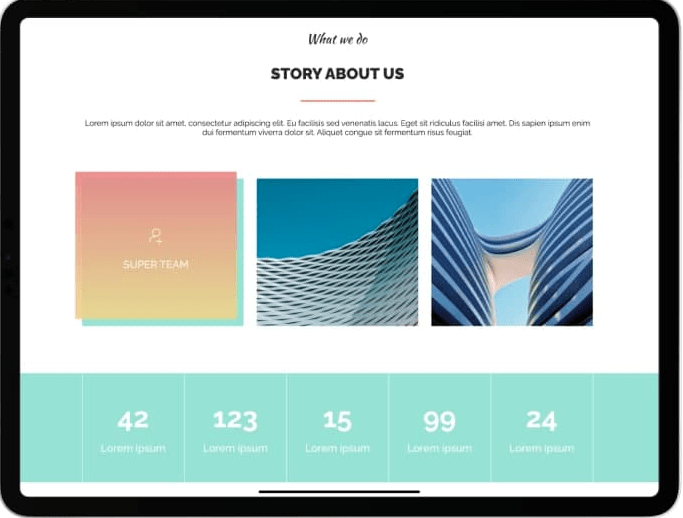 What we do
STORY ABOUT US
Lorem ipsum dolor sit amet, consectetur adipiscing elit. Eu facilisis sed venenatis lacus. Eget sit ridiculus facilisi amet. Dis sapien ipsum enim
dui fermentum viverra dolor sit. Aliquet congue sit fermentum risus feugiat.
SUPER TEAM
42 123 15 99 24
Lorem ipsum Lorem ipsum Lorem ipsum Lorem ipsum Lorem ipsum